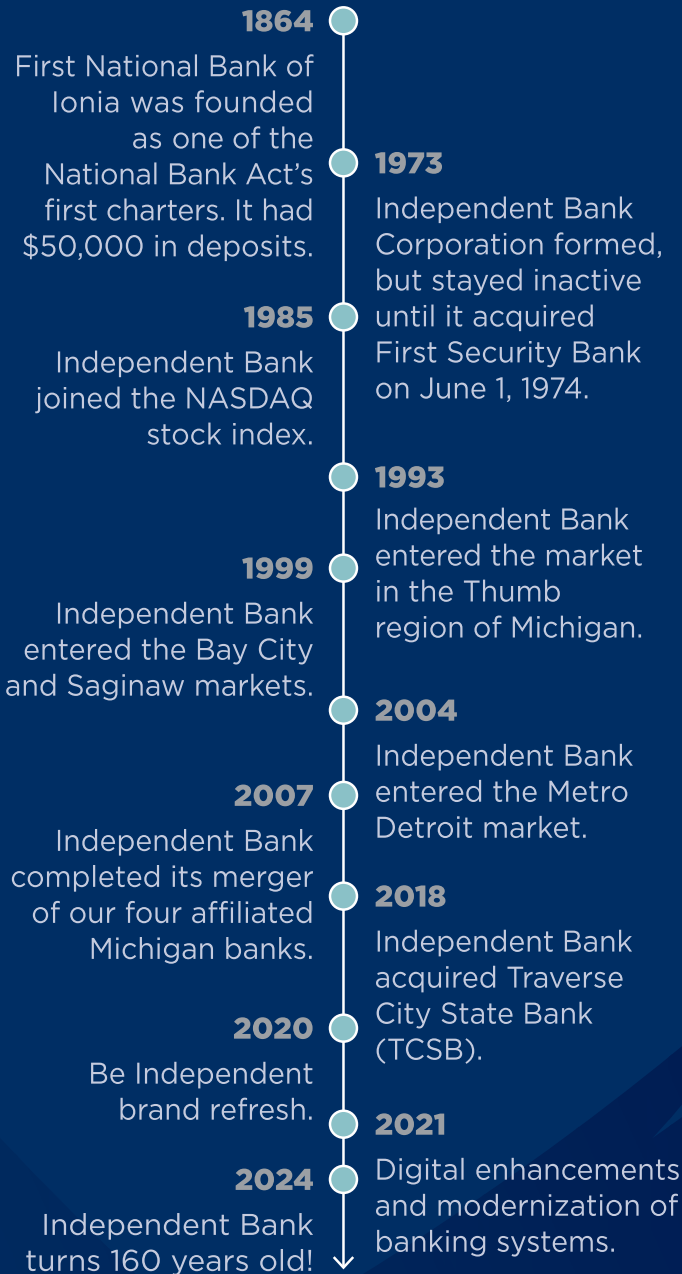 1864
First National Bank of
Ionia was founded
as one of the
National Bank Act’s
first charters. It had
$50,000 in deposits.
1973
Independent Bank
Corporation formed,
but stayed inactive
until it acquired
First Security Bank
on June 1, 1974.
1985
Independent Bank
joined the NASDAQ
stock index.
1993
Independent Bank
entered the market
in the Thumb
region of Michigan.
1999
Independent Bank
entered the Bay City
and Saginaw markets.
2004
Independent Bank
entered the Metro
Detroit market.
2007
Independent Bank
completed its merger
of our four affiliated
Michigan banks.
2018
Independent Bank
acquired Traverse
City State Bank
(TCSB).
2020
Be Independent
brand refresh.
2021
Digital enhancements
and modernization of
banking systems.
2024
Independent Bank
turns 160 years old!